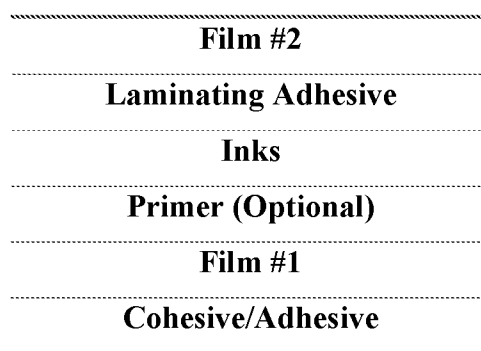 Film #2
Laminating Adhesive
Inks
Primer (Optional)
Film #1
Cohesive/Adhesive